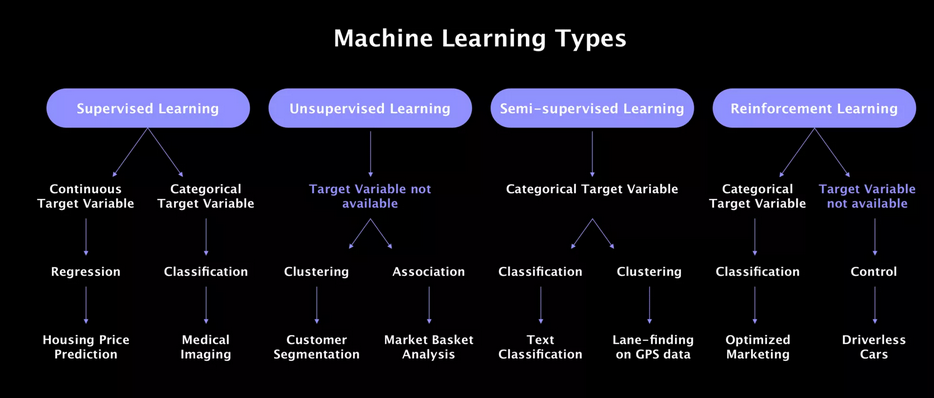 Machine Learning Types
Supervised Learning
Unsupervised Learning
Semi-supervised Learning
Reinforcement Learning
Continuous
Target Variable
Categorical
Target Variable
Target Variable not
available
Categorical Target Variable
Categorical
Target Variable
Target Variable
not available
Regression
Classification
Clustering
Association
Classification
Clustering
Classification
Control
Housing Price
Prediction
Medical
Imaging
Customer
Segmentation
Market Basket
Analysis
Text
Classification
Lane-finding
on GPS data
Optimized
Marketing
Driverless
Cars